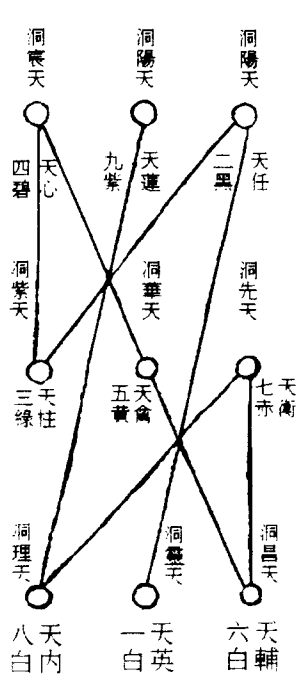 洞宸天
洞陽天
洞陽天
天心
四碧
天蓮
九紫
天任
二黑
洞紫天
洞華天
洞先天
天柱
三綠
天禽
五黃
天衝
七赤
洞理天
洞靈天
洞昌天
天內
八白
天英
一白
天輔
六白